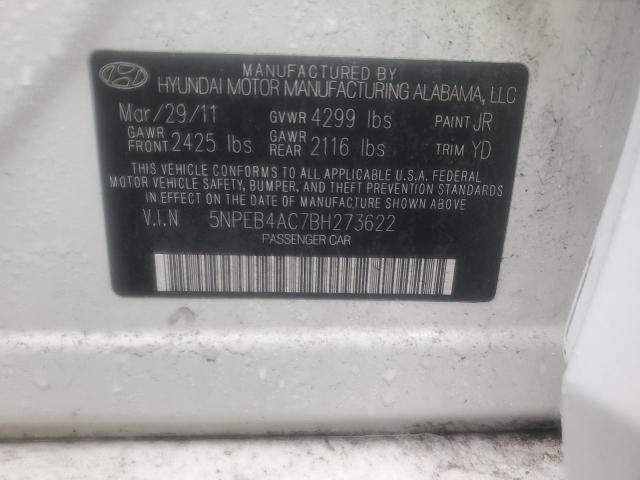 MANUFACTURED BY
HYUNDAI MOTOR MANUFACTURING ALABAMA, LLC
Mar/29/11 GVWR 4299 lbs PAINT JR
GAWR FRONT 2425 lbs GAWR REAR 2116 lbs TRIM YD
THIS VEHICLE CONFORMS TO ALL APPLICABLE U.S.A. FEDERAL
MOTOR VEHICLE SAFETY, BUMPER, AND THEFT PREVENTION STANDARDS
IN EFFECT ON THE DATE OF MANUFACTURE SHOWN ABOVE.
V.I.N 5NPEB4AC7BH273622
PASSENGER CAR